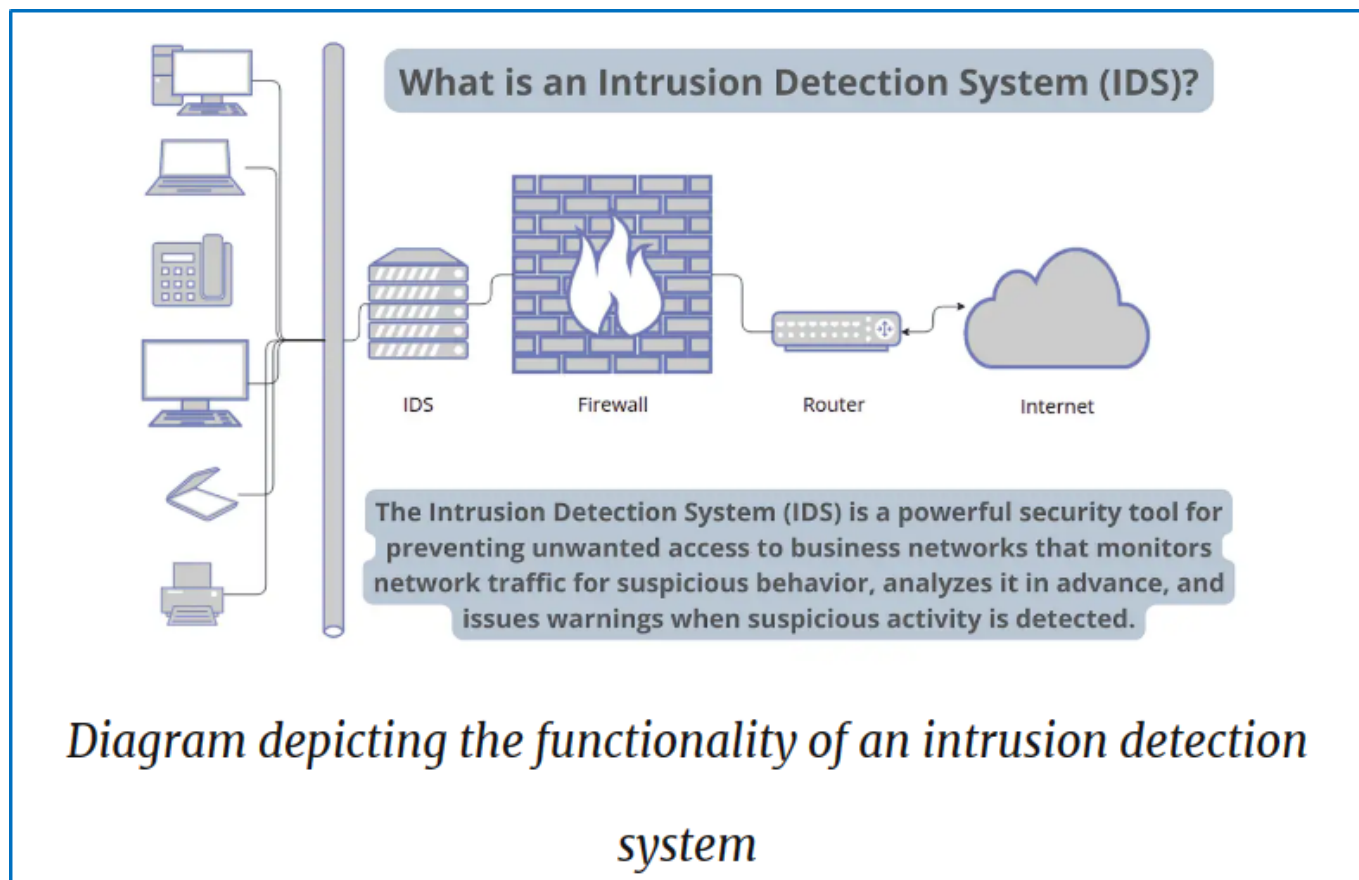 What is an Intrusion Detection System (IDS)?
IDS
Firewall
Router
Internet
The Intrusion Detection System (IDS) is a powerful security tool for
preventing unwanted access to business networks that monitors
network traffic for suspicious behavior, analyzes it in advance, and
issues warnings when suspicious activity is detected.
Diagram depicting the functionality of an intrusion detection
system